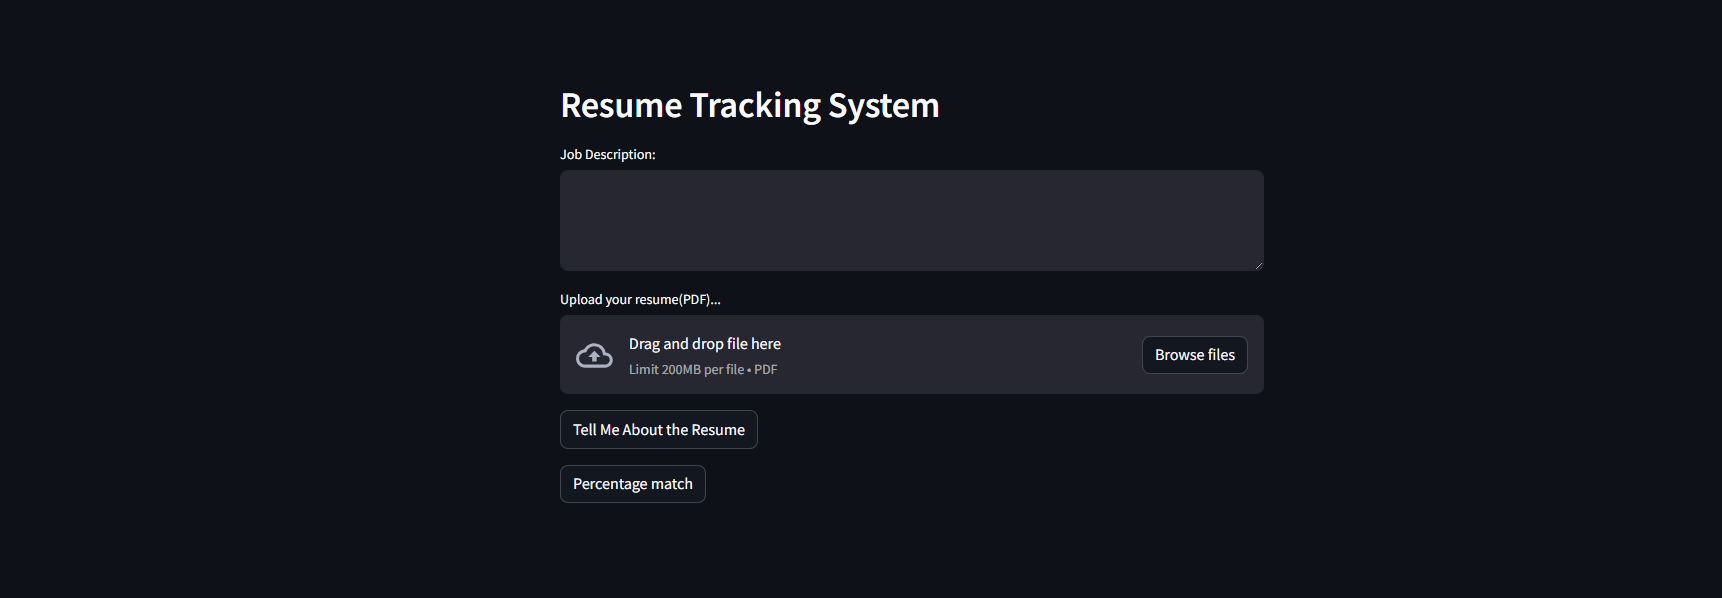 Resume Tracking System
Job Description:
Upload your resume(PDF)...
Drag and drop file here
Limit 200MB per file • PDF
Browse files
Tell Me About the Resume
Percentage match